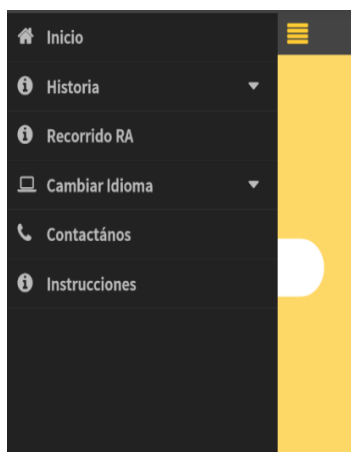 Inicio
Historia
Recorrido RA
Cambiar Idioma
Contactános
Instrucciones